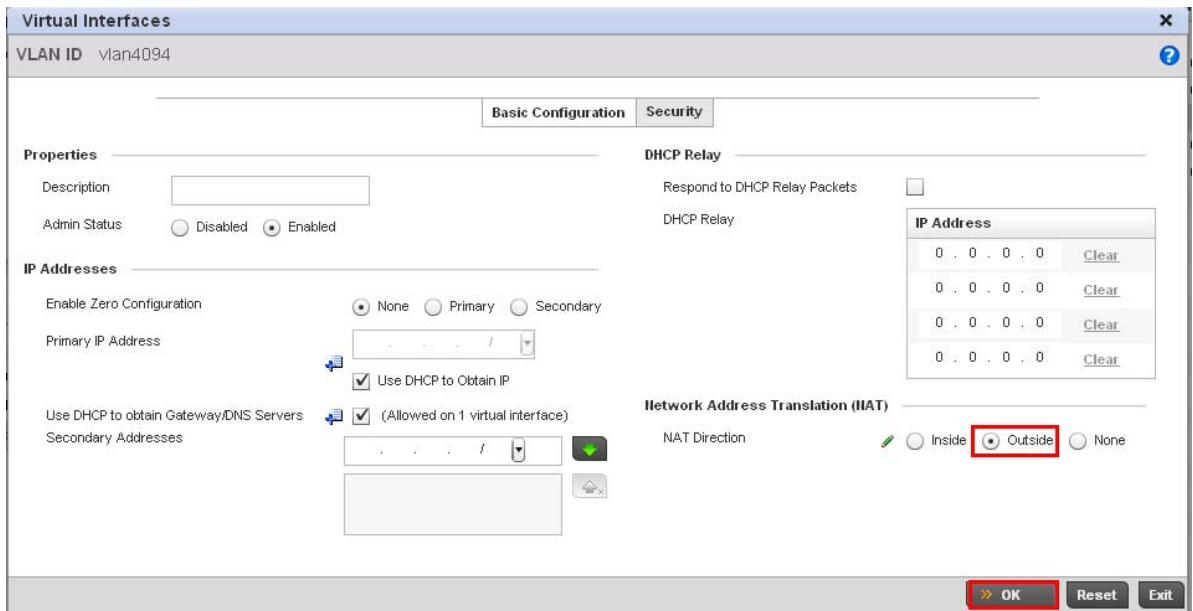 Virtual Interfaces
VLAN ID vlan4094
Basic Configuration Security
Properties
Description
Admin Status Disabled Enabled
IP Addresses
Enable Zero Configuration None Primary Secondary
Primary IP Address . . . /
Use DHCP to Obtain IP
Use DHCP to obtain Gateway/DNS Servers (Allowed on 1 virtual interface)
Secondary Addresses
. . . /
DHCP Relay
Respond to DHCP Relay Packets
DHCP Relay IP Address
0 . 0 . 0 . 0 Clear
0 . 0 . 0 . 0 Clear
0 . 0 . 0 . 0 Clear
0 . 0 . 0 . 0 Clear
Network Address Translation (NAT)
NAT Direction Inside Outside None
» OK Reset Exit